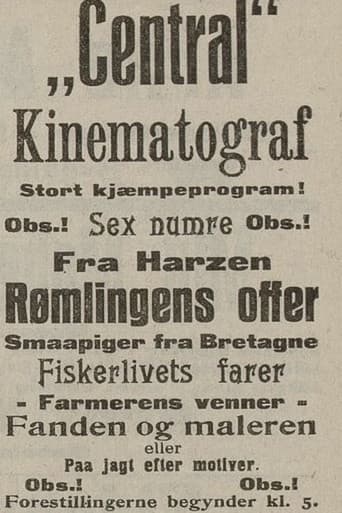 „Central“
Kinematograf
Stort kjæmpeprogram!
Obs.! Sex numre Obs.!
Fra Harzen
Rømlingens offer
Smaapiger fra Bretagne
Fiskerlivets farer
- Farmerens venner -
Fanden og maleren
eller
Paa jagt efter motiver.
Obs.! Obs.!
Forestillingerne begynder kl. 5.